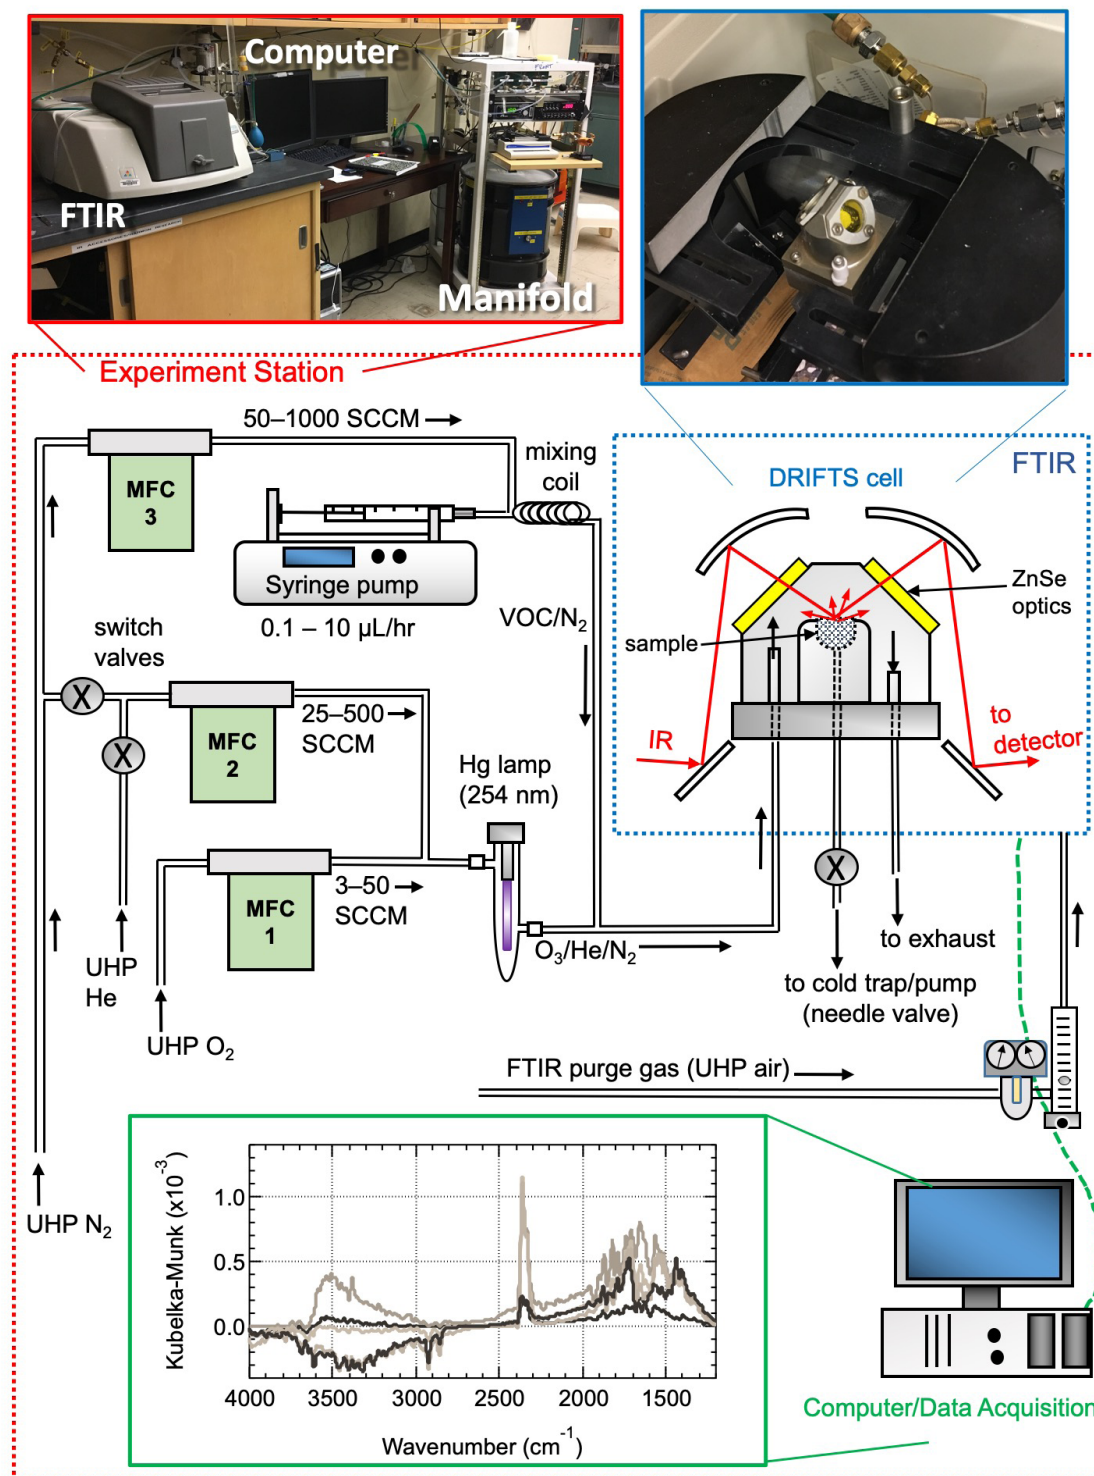 Computer
FTIR
Manifold
Experiment Station
50–1000 SCCM
mixing
coil
MFC
3
Syringe pump
0.1 – 10 µL/hr
VOC/N₂
switch
valves
X
X
25–500
SCCM
MFC
2
Hg lamp
(254 nm)
3–50
SCCM
MFC
1
UHP
He
UHP O₂
O₃/He/N₂
UHP N₂
FTIR
DRIFTS cell
ZnSe
optics
sample
IR
to
detector
X
to exhaust
to cold trap/pump
(needle valve)
FTIR purge gas (UHP air)
Kubelka-Munk (x10⁻³)
1.0
0.5
0.0
4000 3500 3000 2500 2000 1500
Wavenumber (cm⁻¹)
Computer/Data Acquisition